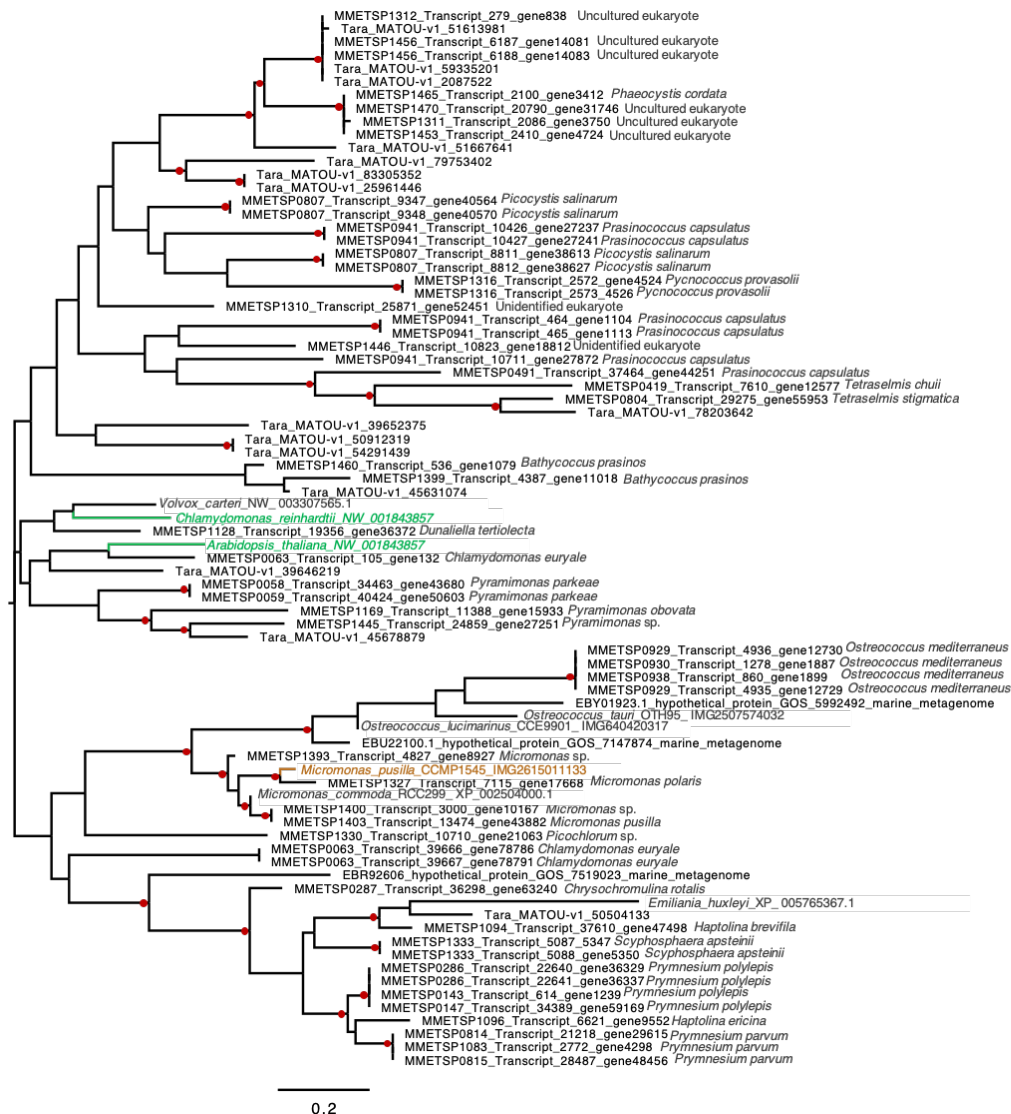 MMETSP1312_Transcript_279_gene838 Uncultured eukaryote
Tara_MATOU-v1_51613981
MMETSP1456_Transcript_6187_gene14081 Uncultured eukaryote
MMETSP1456_Transcript_6188_gene14083 Uncultured eukaryote
Tara_MATOU-v1_59335201
Tara_MATOU-v1_2087522
MMETSP1465_Transcript_2100_gene3412 Phaeocystis cordata
MMETSP1470_Transcript_20790_gene31746 Uncultured eukaryote
MMETSP1311_Transcript_2086_gene3750 Uncultured eukaryote
MMETSP1453_Transcript_2410_gene4724 Uncultured eukaryote
Tara_MATOU-v1_51667641
Tara_MATOU-v1_79753402
Tara_MATOU-v1_83305352
Tara_MATOU-v1_25961446
MMETSP0807_Transcript_9347_gene40564 Picocystis salinarum
MMETSP0807_Transcript_9348_gene40570 Picocystis salinarum
MMETSP0941_Transcript_10426_gene27237 Prasinococcus capsulatus
MMETSP0941_Transcript_10427_gene27241 Prasinococcus capsulatus
MMETSP0807_Transcript_8811_gene38613 Picocystis salinarum
MMETSP0807_Transcript_8812_gene38627 Picocystis salinarum
MMETSP1316_Transcript_2572_gene4524 Pycnococcus provasolii
MMETSP1316_Transcript_2573_4526 Pycnococcus provasolii
MMETSP1310_Transcript_25871_gene52451 Unidentified eukaryote
MMETSP0941_Transcript_464_gene1104 Prasinococcus capsulatus
MMETSP0941_Transcript_465_gene1113 Prasinococcus capsulatus
MMETSP1446_Transcript_10823_gene18812 Unidentified eukaryote
MMETSP0941_Transcript_10711_gene27872 Prasinococcus capsulatus
MMETSP0491_Transcript_37464_gene44251 Prasinococcus capsulatus
MMETSP0419_Transcript_7610_gene12577 Tetraselmis chuii
MMETSP0804_Transcript_29275_gene55953 Tetraselmis stigmatica
Tara_MATOU-v1_78203642
Tara_MATOU-v1_39652375
Tara_MATOU-v1_50912319
Tara_MATOU-v1_54291439
MMETSP1460_Transcript_536_gene1079 Bathycoccus prasinos
MMETSP1399_Transcript_4387_gene11018 Bathycoccus prasinos
Tara_MATOU-v1_45631074
Volvox_carteri_NW_ 003307565.1
Chlamydomonas_reinhardtii_NW_001843857
MMETSP1128_Transcript_19356_gene36372 Dunaliella tertiolecta
Arabidopsis_thaliana_NW_001843857
MMETSP0063_Transcript_105_gene132 Chlamydomonas euryale
Tara_MATOU-v1_39646219
MMETSP0058_Transcript_34463_gene43680 Pyramimonas parkeae
MMETSP0059_Transcript_40424_gene50603 Pyramimonas parkeae
MMETSP1169_Transcript_11388_gene15933 Pyramimonas obovata
MMETSP1445_Transcript_24859_gene27251 Pyramimonas sp.
Tara_MATOU-v1_45678879
MMETSP0929_Transcript_4936_gene12730 Ostreococcus mediterraneus
MMETSP0930_Transcript_1278_gene1887 Ostreococcus mediterraneus
MMETSP0938_Transcript_860_gene1899 Ostreococcus mediterraneus
MMETSP0929_Transcript_4935_gene12729 Ostreococcus mediterraneus
EBY01923.1_hypothetical_protein_GOS_5992492_marine_metagenome
Ostreococcus_tauri_OTH95_ IMG2507574032
Ostreococcus_lucimarinus_CCE9901_ IMG640420317
EBU22100.1_hypothetical_protein_GOS_7147874_marine_metagenome
MMETSP1393_Transcript_4827_gene8927 Micromonas sp.
Micromonas_pusilla_CCMP1545_IMG2615011133
MMETSP1327_Transcript_7115_gene17668 Micromonas polaris
Micromonas_commoda_RCC299_ XP_002504000.1
MMETSP1400_Transcript_3000_gene10167 Micromonas sp.
MMETSP1403_Transcript_13474_gene43882 Micromonas pusilla
MMETSP1330_Transcript_10710_gene21063 Picochlorum sp.
MMETSP0063_Transcript_39666_gene78786 Chlamydomonas euryale
MMETSP0063_Transcript_39667_gene78791 Chlamydomonas euryale
EBR92606_hypothetical_protein_GOS_7519023_marine_metagenome
MMETSP0287_Transcript_36298_gene63240 Chrysochromulina rotalis
Emiliania_huxleyi_XP_ 005765367.1
Tara_MATOU-v1_50504133
MMETSP1094_Transcript_37610_gene47498 Haptolina brevifila
MMETSP1333_Transcript_5087_5347 Scyphosphaera apsteinii
MMETSP1333_Transcript_5088_gene5350 Scyphosphaera apsteinii
MMETSP0286_Transcript_22640_gene36329 Prymnesium polylepis
MMETSP0286_Transcript_22641_gene36337 Prymnesium polylepis
MMETSP0143_Transcript_614_gene1239 Prymnesium polylepis
MMETSP0147_Transcript_34389_gene59169 Prymnesium polylepis
MMETSP1096_Transcript_6621_gene9552 Haptolina ericina
MMETSP0814_Transcript_21218_gene29615 Prymnesium parvum
MMETSP1083_Transcript_2772_gene4298 Prymnesium parvum
MMETSP0815_Transcript_28487_gene48456 Prymnesium parvum
0.2